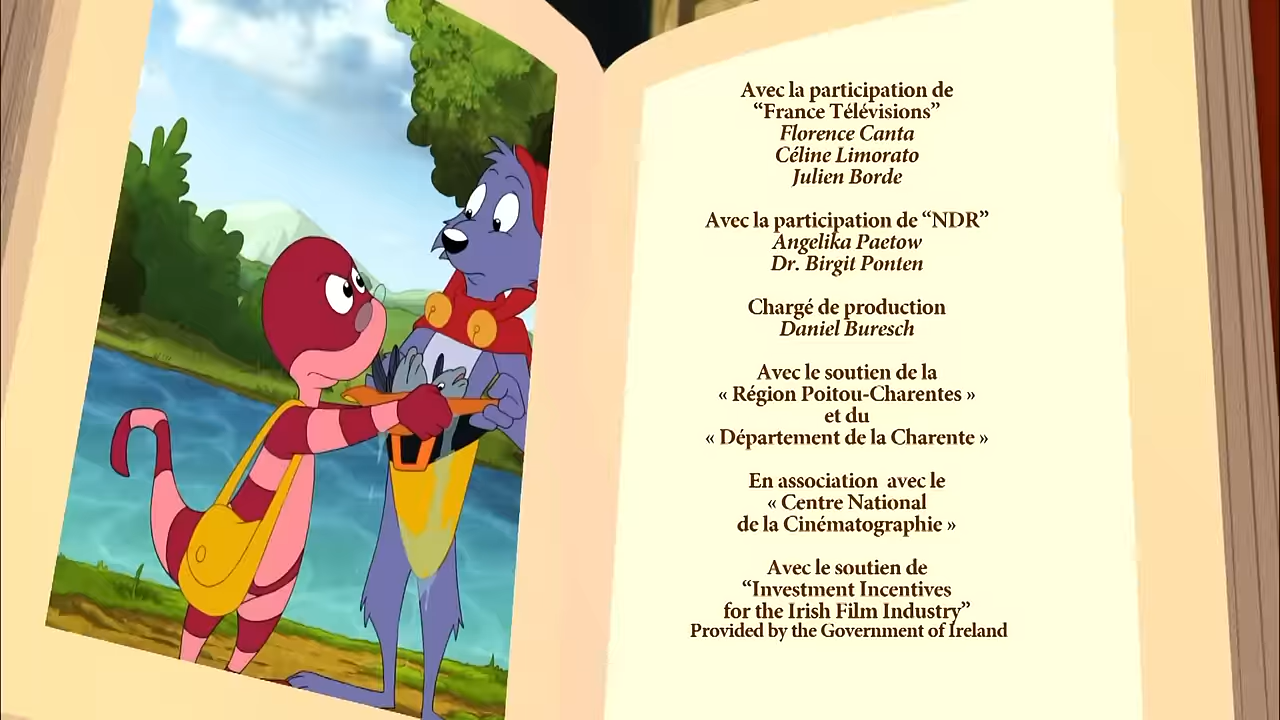 Avec la participation de
“France Télévisions”
Florence Canta
Céline Limorato
Julien Borde
Avec la participation de “NDR”
Angelika Paetow
Dr. Birgit Ponten
Chargé de production
Daniel Buresch
Avec le soutien de la
« Région Poitou-Charentes »
et du
« Département de la Charente »
En association avec le
« Centre National
de la Cinématographie »
Avec le soutien de
“Investment Incentives
for the Irish Film Industry”
Provided by the Government of Ireland